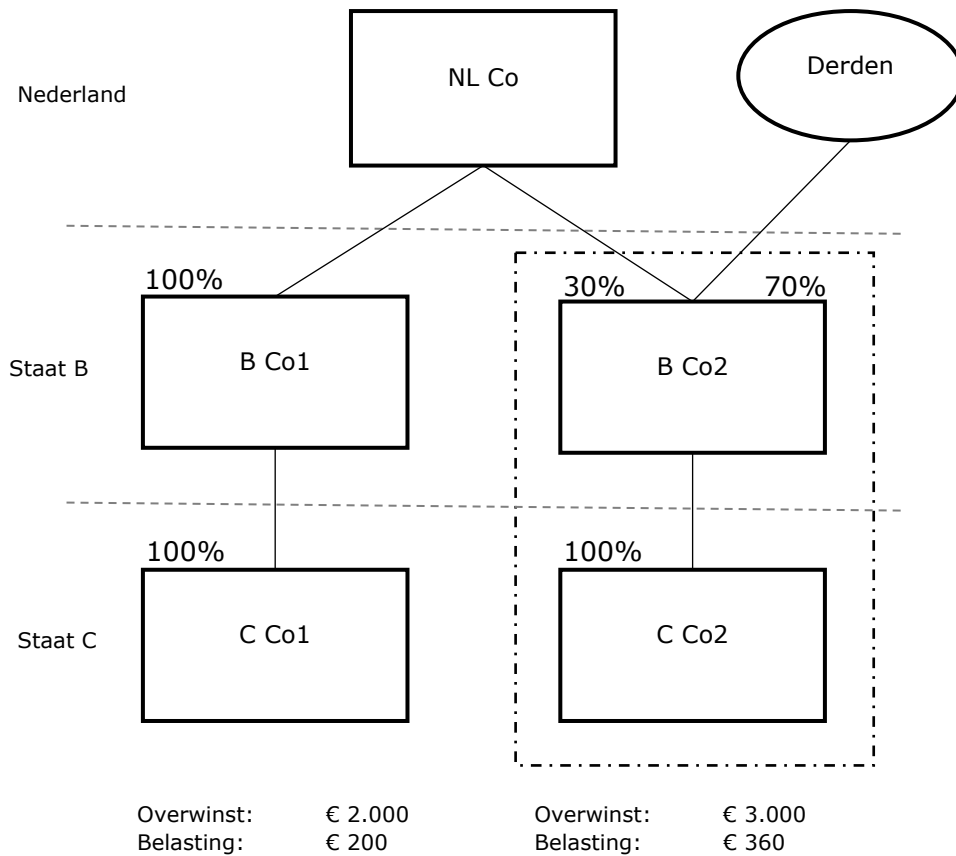 NL Co
Derden
Nederland
100%
30%
70%
B Co1
B Co2
Staat B
100%
100%
C Co1
C Co2
Staat C
Overwinst: € 2.000
Belasting: € 200
Overwinst: € 3.000
Belasting: € 360